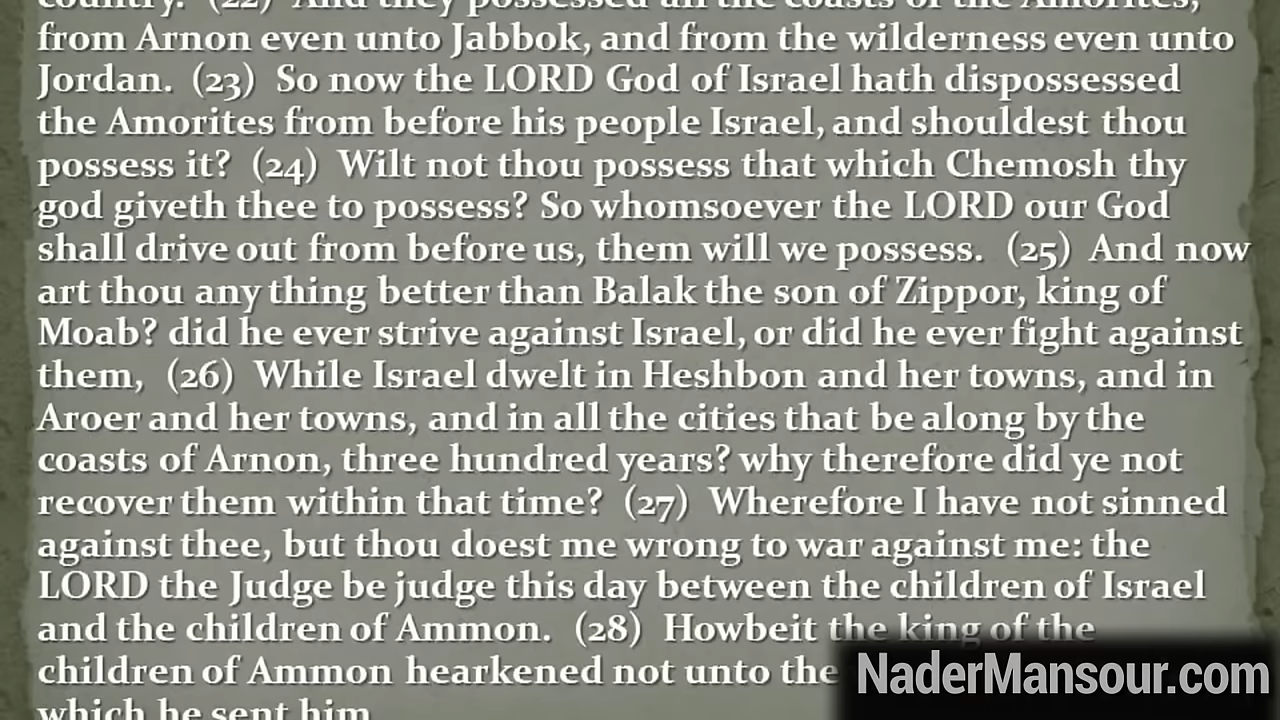 country. (22) And they possessed all the coasts of the Amorites,
from Arnon even unto Jabbok, and from the wilderness even unto
Jordan. (23) So now the LORD God of Israel hath dispossessed
the Amorites from before his people Israel, and shouldest thou
possess it? (24) Wilt not thou possess that which Chemosh thy
god giveth thee to possess? So whomsoever the LORD our God
shall drive out from before us, them will we possess. (25) And now
art thou any thing better than Balak the son of Zippor, king of
Moab? did he ever strive against Israel, or did he ever fight against
them, (26) While Israel dwelt in Heshbon and her towns, and in
Aroer and her towns, and in all the cities that be along by the
coasts of Arnon, three hundred years? why therefore did ye not
recover them within that time? (27) Wherefore I have not sinned
against thee, but thou doest me wrong to war against me: the
LORD the Judge be judge this day between the children of Israel
and the children of Ammon. (28) Howbeit the king of the
children of Ammon hearkened not unto the
which he sent him
NaderMansour.com